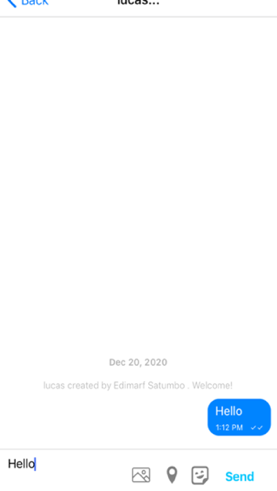 Back
lucas...
Dec 20, 2020
lucas created by Edimarf Satumbo . Welcome!
Hello
1:12 PM
Hello
Send